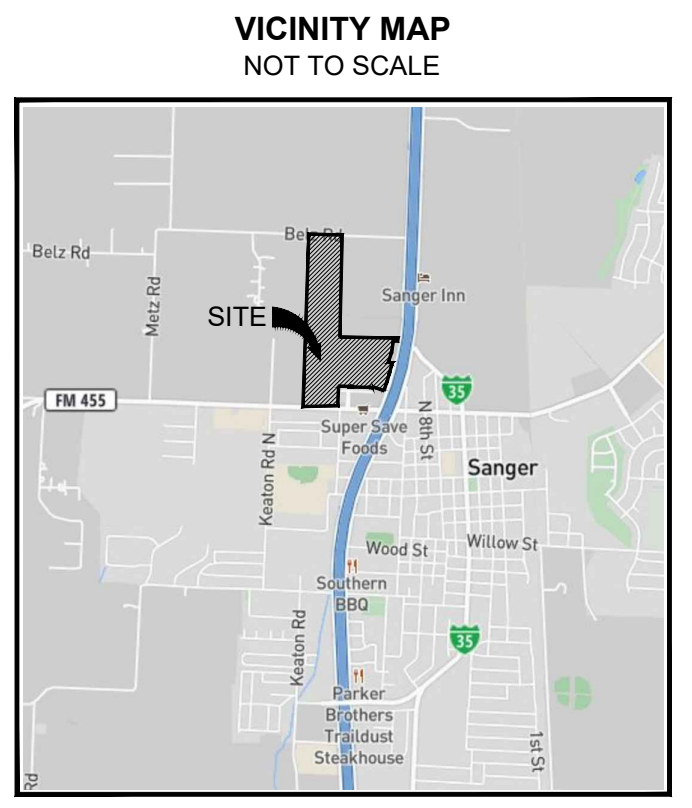 VICINITY MAP
NOT TO SCALE
Belz Rd
Belz Rd
Metz Rd
Sanger Inn
SITE
35
FM 455
N 8th St
Super Save
Foods
Keaton Rd N
Sanger
Wood St
Willow St
Southern
BBQ
Keaton Rd
35
Parker
Brothers
Traildust
Steakhouse
1st St
Rd